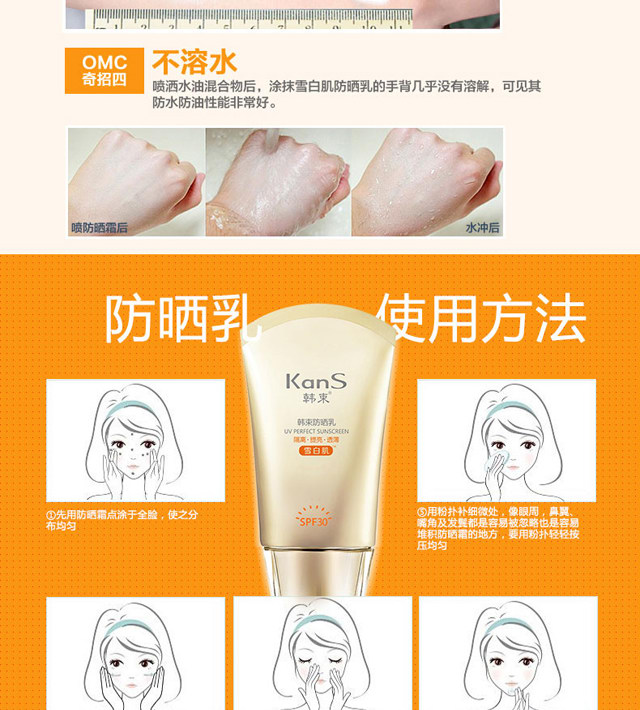 OMC
奇招四
不溶水
喷洒水油混合物后，涂抹雪白肌防晒乳的手背几乎没有溶解，可见其
防水防油性能非常好。
喷防晒霜后
水冲后
防晒乳
使用方法
KanS
韩束®
韩束防晒乳
UV PERFECT SUNSCREEN
隔离·提亮·透薄
雪白肌
SPF30
①先用防晒霜点涂于全脸，使之分
布均匀
③用粉扑补细微处，像眼周，鼻翼、
嘴角及发鬓都是容易被忽略也是容易
堆积防晒霜的地方，要用粉扑轻轻按
压均匀